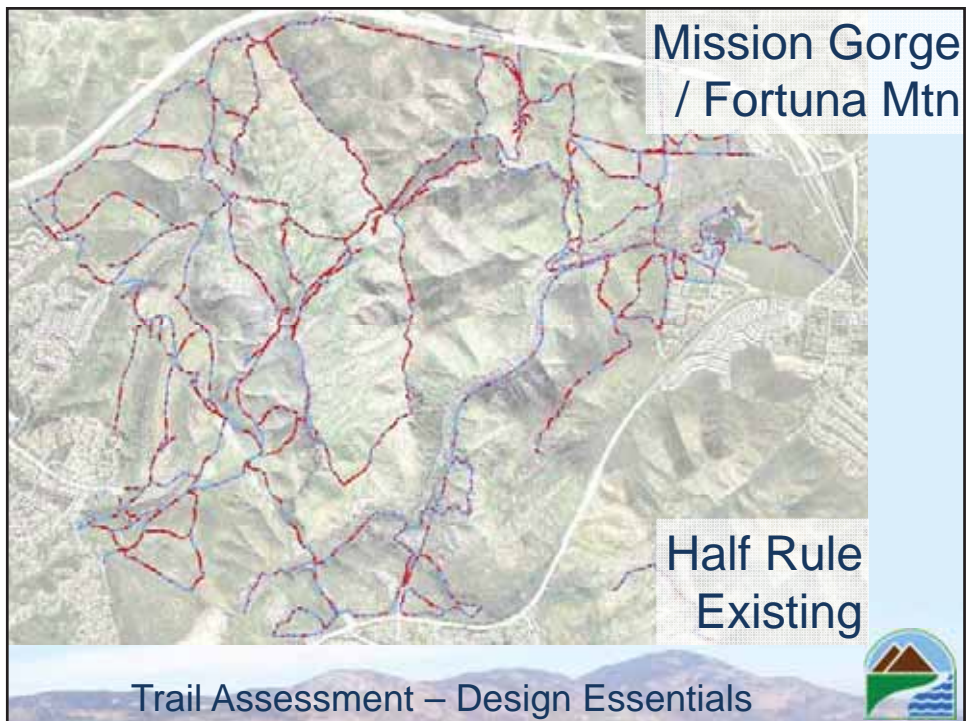 Mission Gorge
/ Fortuna Mtn
Half Rule
Existing
Trail Assessment – Design Essentials